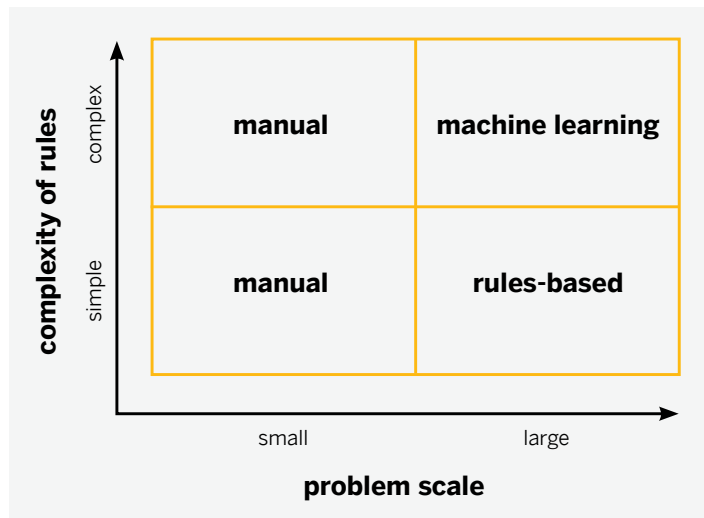 complexity of rules
complex
simple
manual
machine learning
manual
rules-based
small
large
problem scale